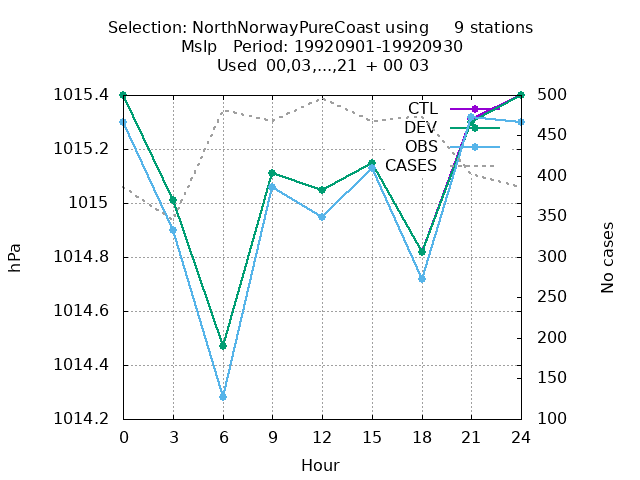 Selection: NorthNorwayPureCoast using 9 stations
Mslp Period: 19920901-19920930
Used 00,03,...,21 + 00 03
1015.4
1015.2
1015
1014.8
1014.6
1014.4
1014.2
hPa
CTL
DEV
OBS
CASES
500
450
400
350
300
250
200
150
100
No cases
0 3 6 9 12 15 18 21 24
Hour